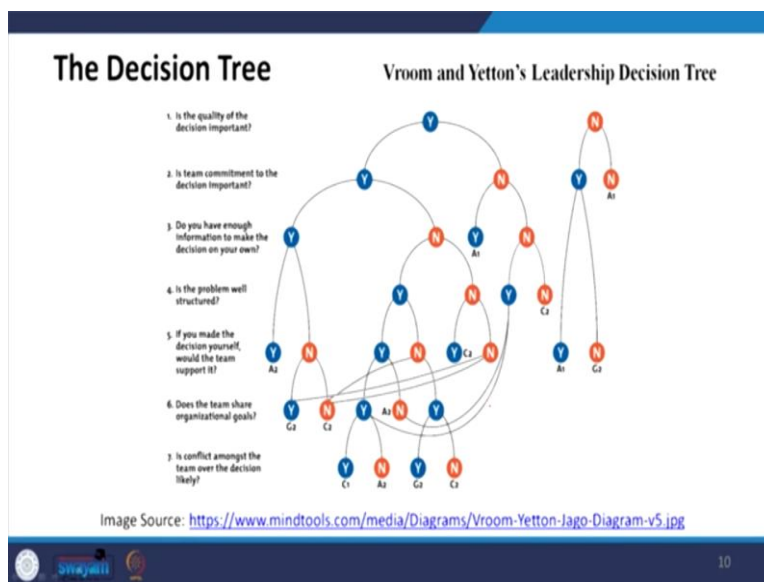 The Decision Tree
Vroom and Yetton's Leadership Decision Tree
1. Is the quality of the
decision important?
Y
N
2. Is team commitment to the
decision important?
Y
N
Y
N
A1
3. Do you have enough
information to make the
decision on your own?
Y
N
Y
N
A1
4. Is the problem well
structured?
Y
N
Y
N
C2
5. If you made the
decision yourself,
would the team
support it?
Y
N
Y
N
Y
C2
N
Y
N
A2
A1
G2
6. Does the team share
organizational goals?
Y
N
Y
A2
N
Y
G2
C2
7. Is conflict amongst the
team over the decision
likely?
Y
N
Y
N
C1
A2
G2
C2
Image Source: https://www.mindtools.com/media/Diagrams/Vroom-Yetton-Jago-Diagram-v5.jpg
swayam
10